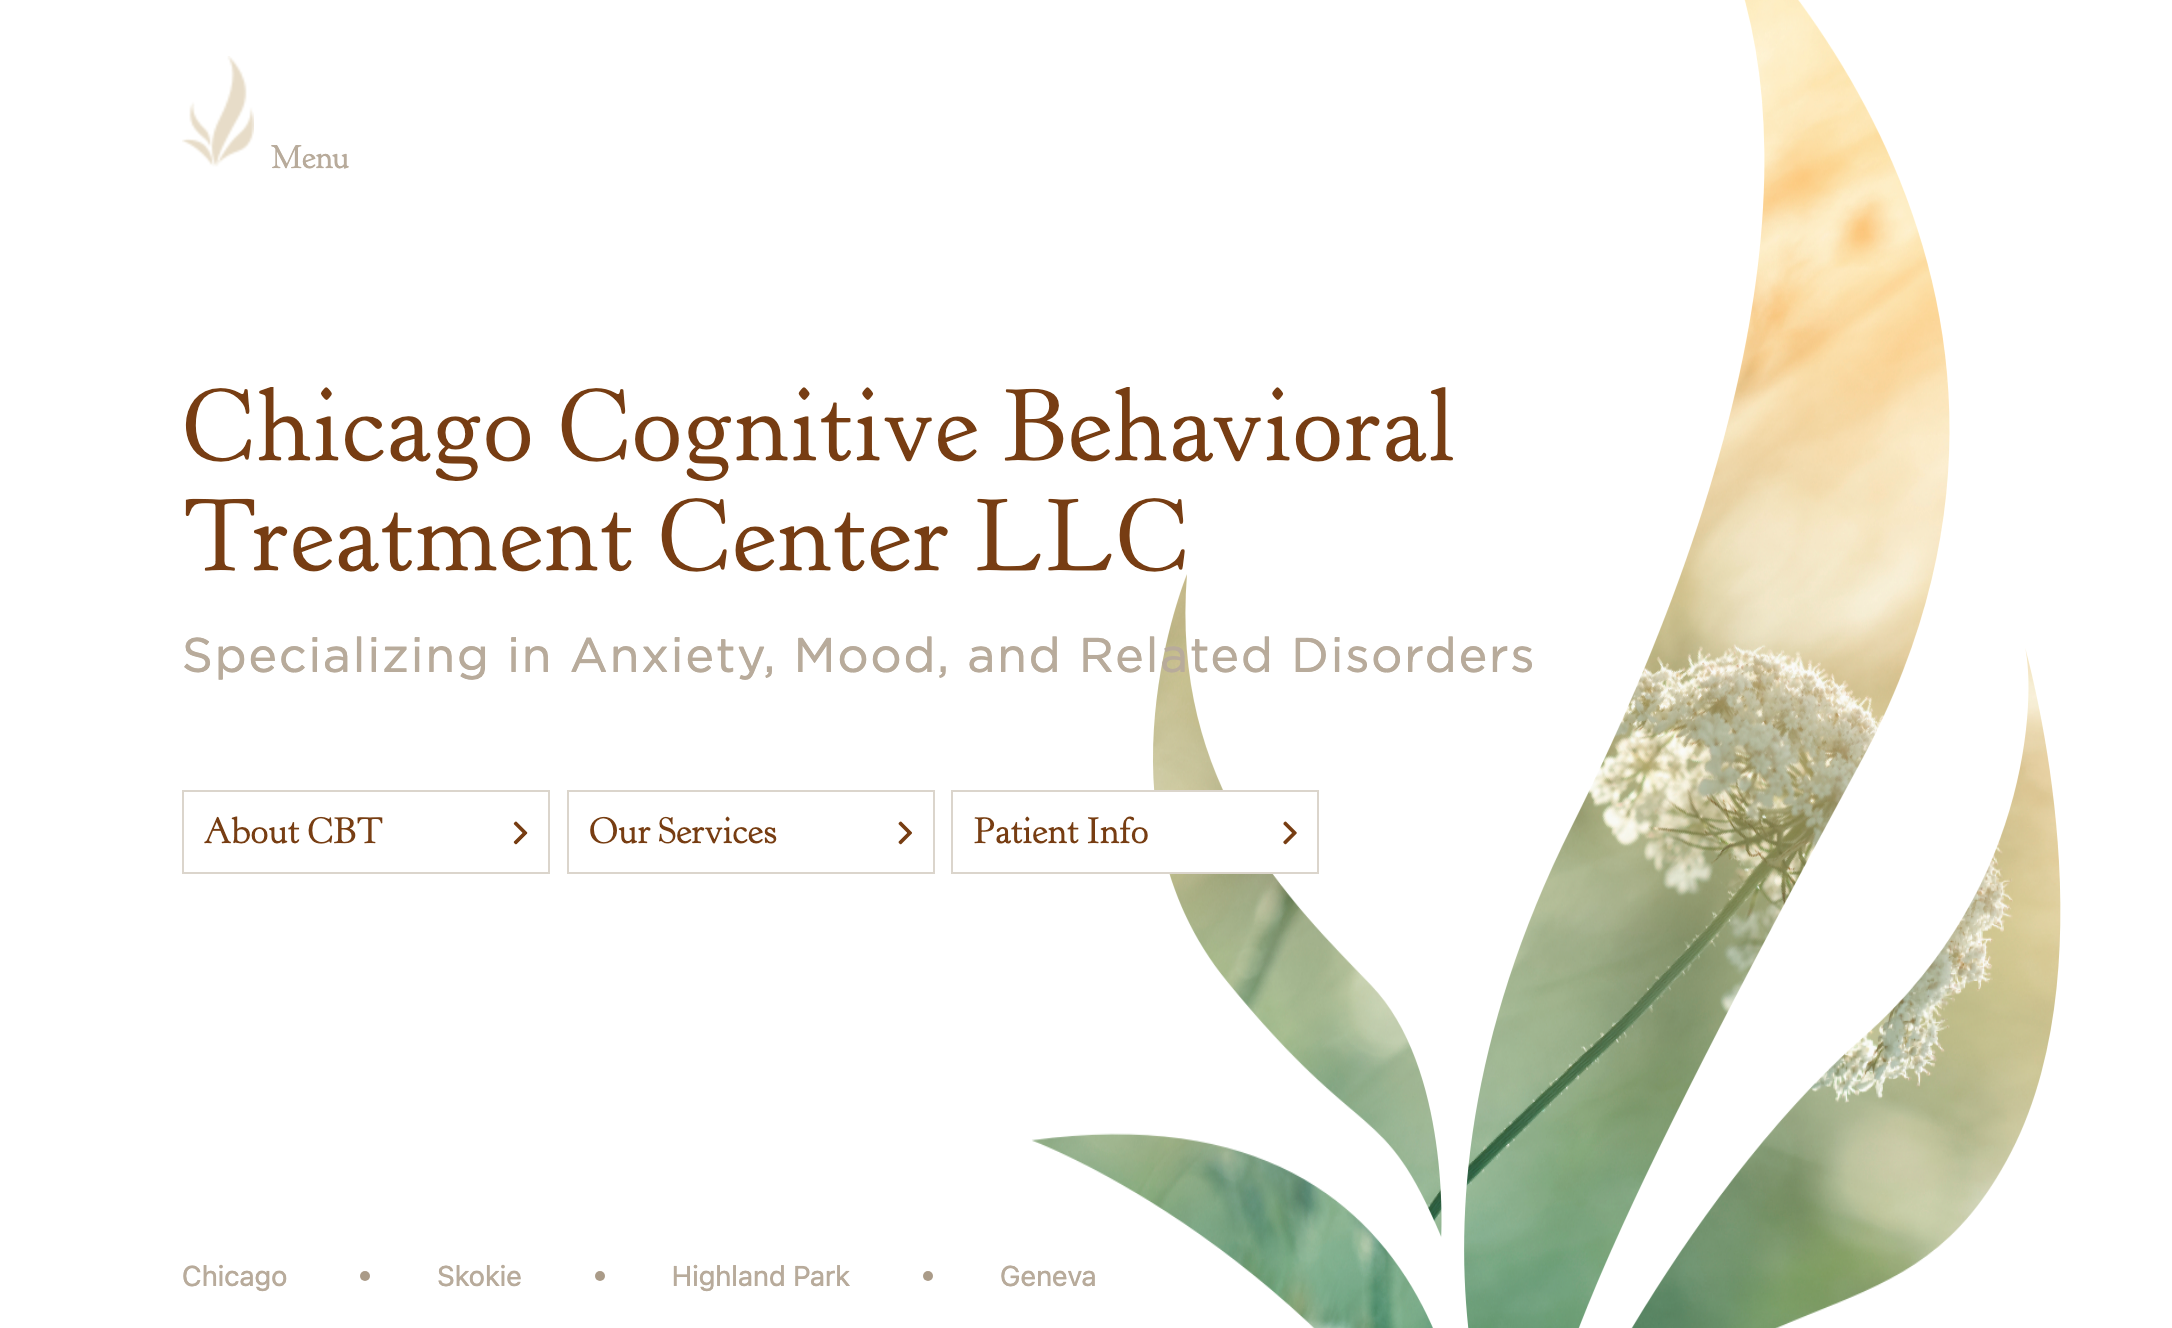 Menu
Chicago Cognitive Behavioral
Treatment Center LLC
Specializing in Anxiety, Mood, and Related Disorders
About CBT
Our Services
Patient Info
Chicago • Skokie • Highland Park • Geneva